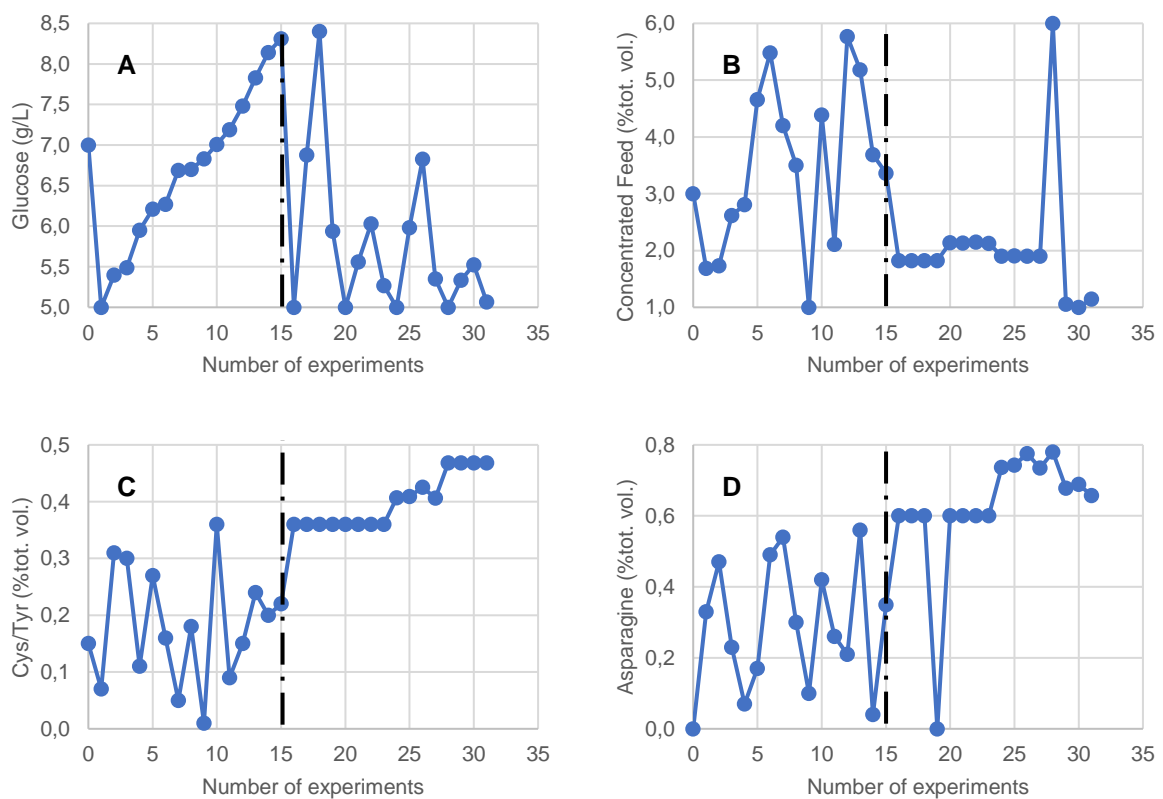 A
Glucose (g/L)
8,5
8,0
7,5
7,0
6,5
6,0
5,5
5,0
0 5 10 15 20 25 30 35
Number of experiments
B
Concentrated Feed (%tot. vol.)
6,0
5,0
4,0
3,0
2,0
1,0
0 5 10 15 20 25 30 35
Number of experiments
C
Cys/Tyr (%tot. vol.)
0,5
0,4
0,3
0,2
0,1
0,0
0 5 10 15 20 25 30 35
Number of experiments
D
Asparagine (%tot. vol.)
0,8
0,6
0,4
0,2
0,0
0 5 10 15 20 25 30 35
Number of experiments